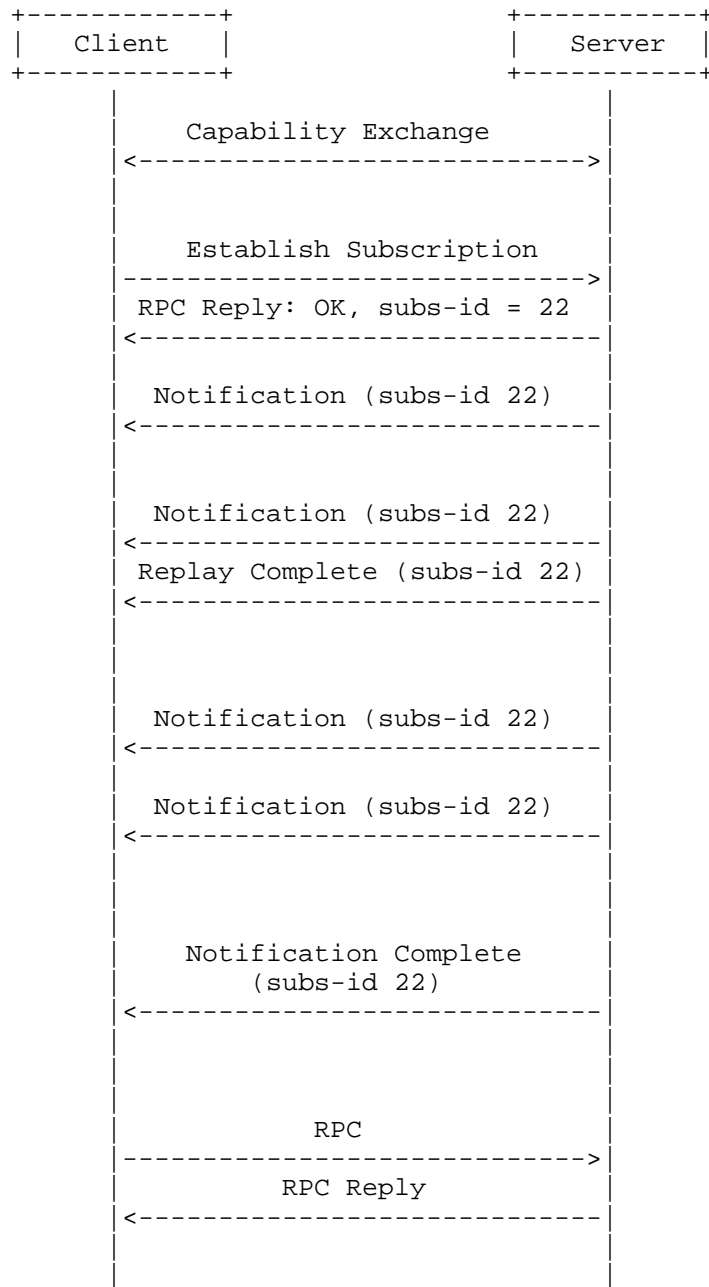 Client Server
Capability Exchange
Establish Subscription
RPC Reply: OK, subs-id = 22
Notification (subs-id 22)
Notification (subs-id 22)
Replay Complete (subs-id 22)
Notification (subs-id 22)
Notification (subs-id 22)
Notification Complete
(subs-id 22)
RPC
RPC Reply